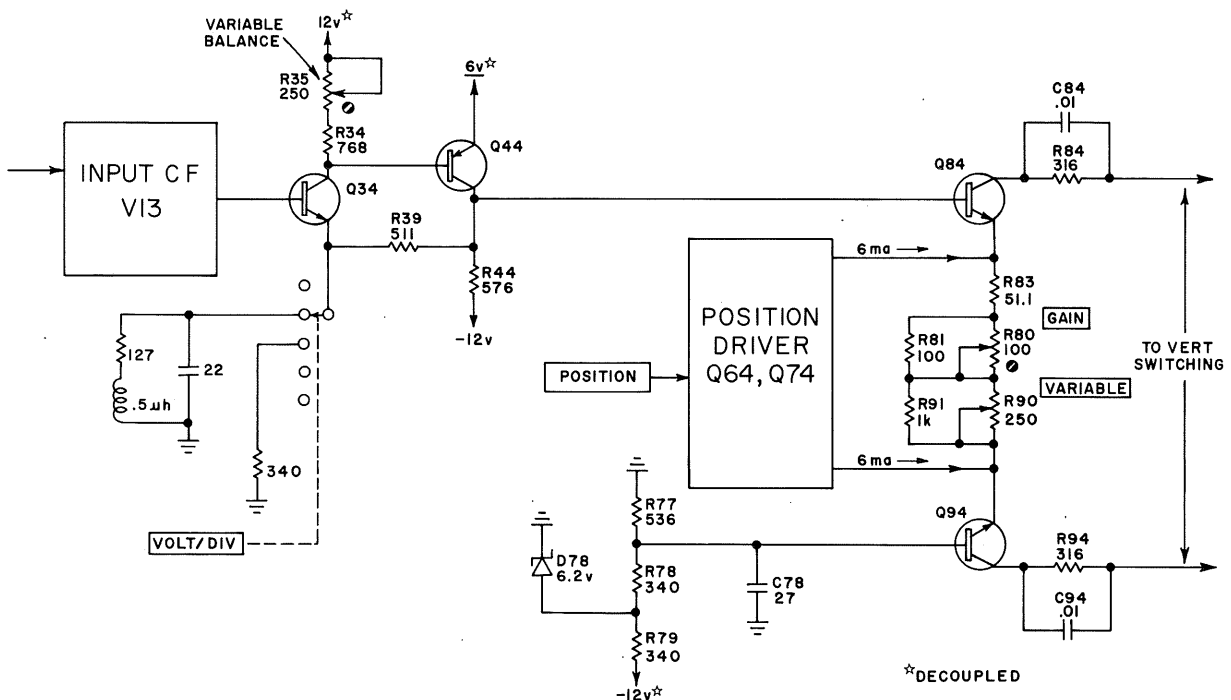 VARIABLE
BALANCE
12v☆
R35
250
R34
768
6v☆
Q44
Q34
INPUT CF
V13
R39
511
R44
576
-12v
127
.5µh
22
340
VOLT/DIV
POSITION
POSITION
DRIVER
Q64, Q74
6ma
6ma
Q84
C84
.01
R84
316
R83
51.1
GAIN
R81
100
R80
100
VARIABLE
R91
1k
R90
250
TO VERT
SWITCHING
R77
536
D78
6.2v
R78
340
C78
27
R79
340
-12v☆
Q94
R94
316
C94
.01
☆DECOUPLED